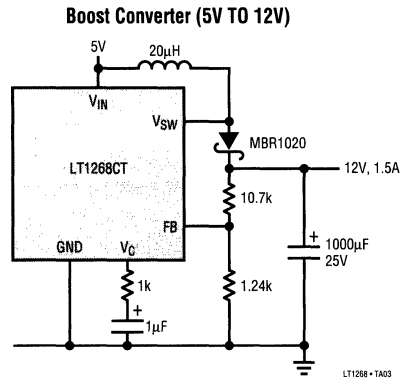 Boost Converter (5V TO 12V)
5V
20μH
VIN
VSW
MBR1020
LT1268CT
12V, 1.5A
10.7k
FB
GND
VC
1000μF
25V
1k
1.24k
1μF
LT1268 • TA03